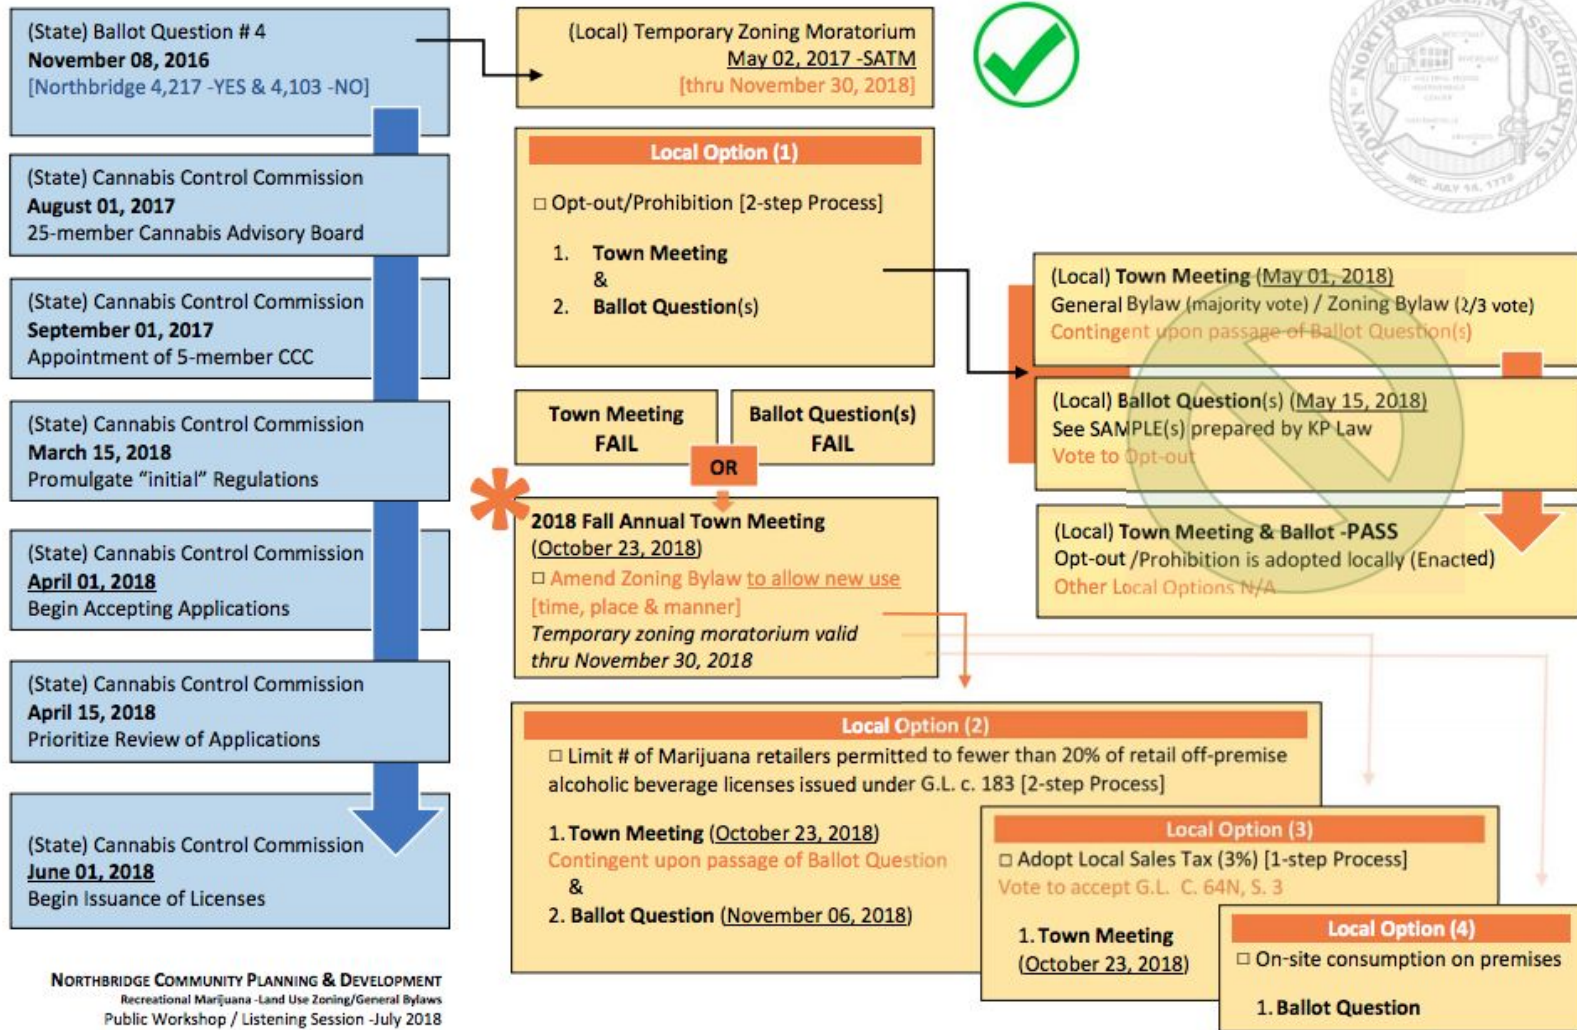 (State) Ballot Question # 4
November 08, 2016
[Northbridge 4,217 -YES & 4,103 -NO]
(State) Cannabis Control Commission
August 01, 2017
25-member Cannabis Advisory Board
(State) Cannabis Control Commission
September 01, 2017
Appointment of 5-member CCC
(State) Cannabis Control Commission
March 15, 2018
Promulgate “initial” Regulations
(State) Cannabis Control Commission
April 01, 2018
Begin Accepting Applications
(State) Cannabis Control Commission
April 15, 2018
Prioritize Review of Applications
(State) Cannabis Control Commission
June 01, 2018
Begin Issuance of Licenses
NORTHBRIDGE COMMUNITY PLANNING & DEVELOPMENT
Recreational Marijuana -Land Use Zoning/General Bylaws
Public Workshop / Listening Session -July 2018
(Local) Temporary Zoning Moratorium
May 02, 2017 -SATM
[thru November 30, 2018]
Local Option (1)
□ Opt-out/Prohibition [2-step Process]
1. Town Meeting
&
2. Ballot Question(s)
Town Meeting
FAIL
Ballot Question(s)
FAIL
OR
*
2018 Fall Annual Town Meeting
(October 23, 2018)
□ Amend Zoning Bylaw to allow new use
[time, place & manner]
Temporary zoning moratorium valid
thru November 30, 2018
TOWN OF NORTHBRIDGE, MASSACHUSETTS
INC. JULY 14, 1772
(Local) Town Meeting (May 01, 2018)
General Bylaw (majority vote) / Zoning Bylaw (2/3 vote)
Contingent upon passage of Ballot Question(s)
(Local) Ballot Question(s) (May 15, 2018)
See SAMPLE(s) prepared by KP Law
Vote to Opt-out
(Local) Town Meeting & Ballot -PASS
Opt-out /Prohibition is adopted locally (Enacted)
Other Local Options N/A
Local Option (2)
□ Limit # of Marijuana retailers permitted to fewer than 20% of retail off-premise
alcoholic beverage licenses issued under G.L. c. 183 [2-step Process]
1. Town Meeting (October 23, 2018)
Contingent upon passage of Ballot Question
&
2. Ballot Question (November 06, 2018)
Local Option (3)
□ Adopt Local Sales Tax (3%) [1-step Process]
Vote to accept G.L. C. 64N, S. 3
1. Town Meeting
(October 23, 2018)
Local Option (4)
□ On-site consumption on premises
1. Ballot Question